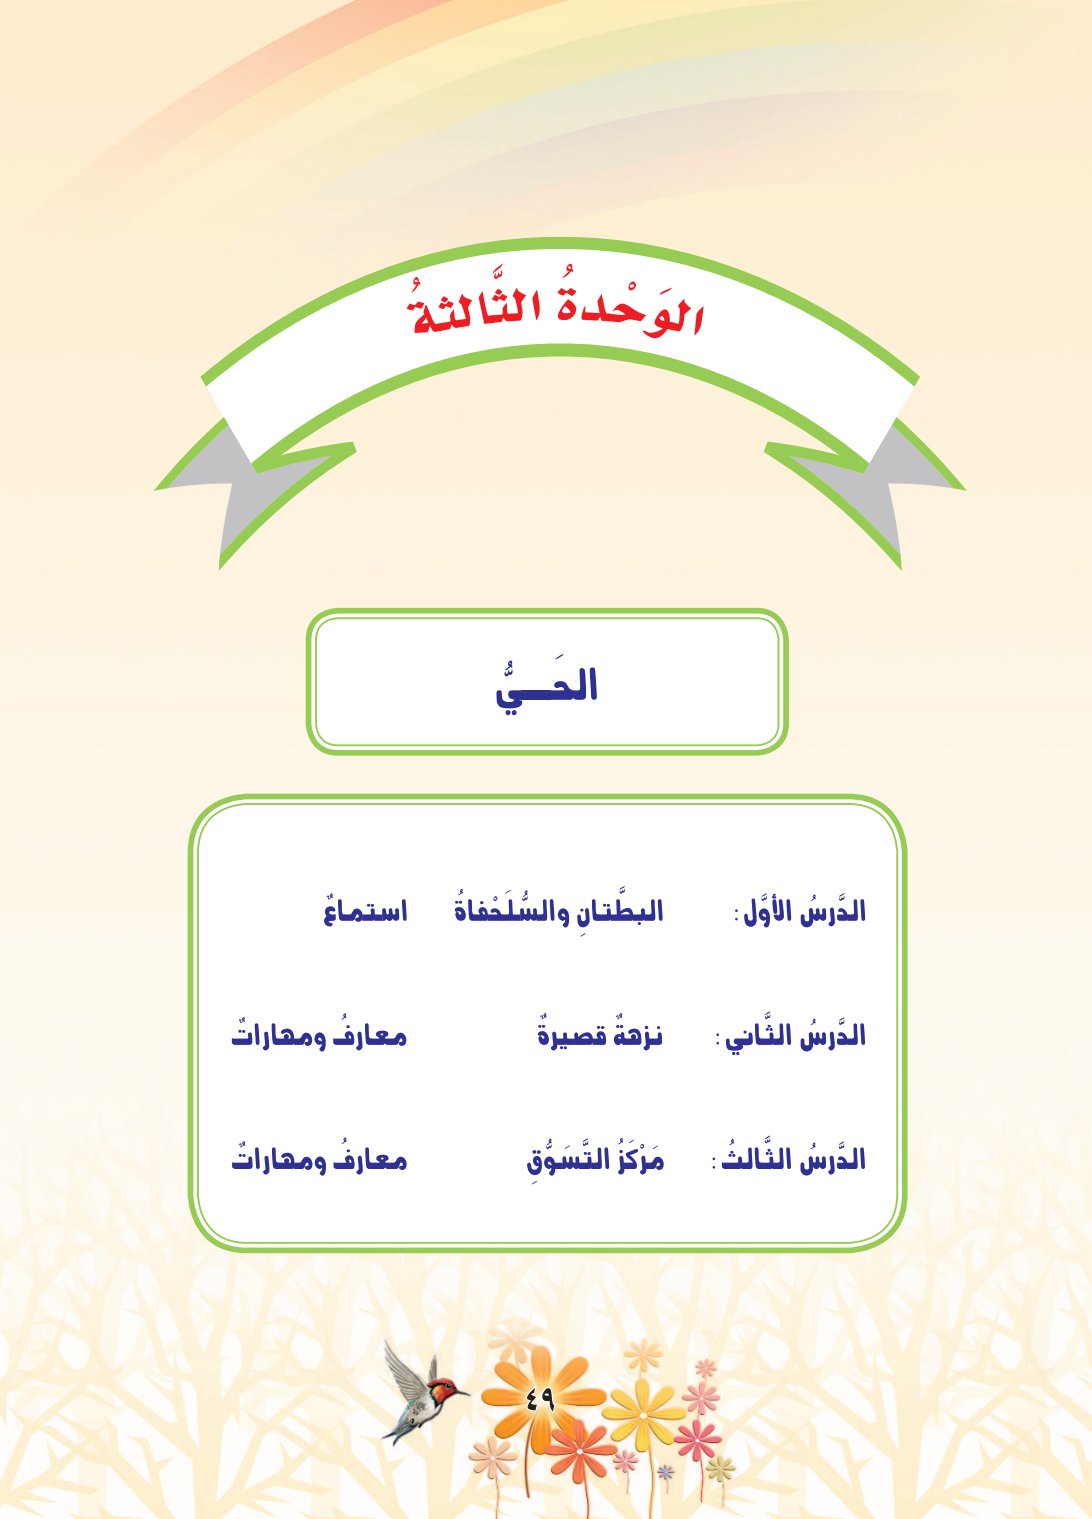 الوَحْدةُ الثَّالثةُ
الحَـــيُّ
الدَّرسُ الأوَّل : البطَّتانِ والسُّلَحْفاةُ استماعٌ
الدَّرسُ الثَّاني : نزهةٌ قصيرةٌ معارفُ ومهاراتٌ
الدَّرسُ الثَّالثُ : مَرْكَزُ التَّسَوُّقِ معارفُ ومهاراتٌ
٤٩